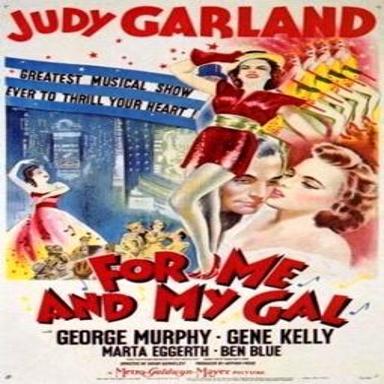 JUDY GARLAND
GREATEST MUSICAL SHOW
EVER TO THRILL YOUR HEART!
FOR ME
AND MY GAL
GEORGE MURPHY · GENE KELLY
MARTA EGGERTH · BEN BLUE
A Metro-Goldwyn-Mayer PICTURE